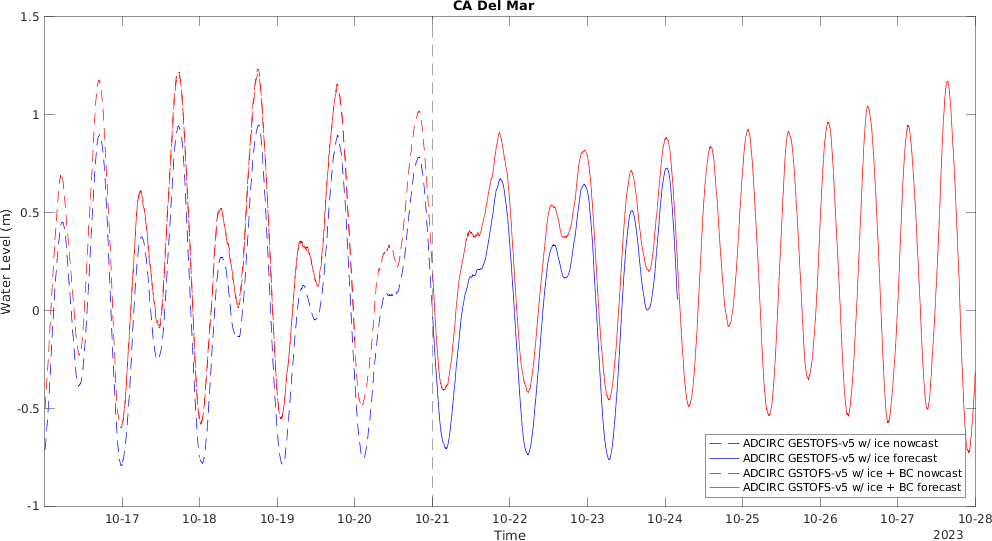 CA Del Mar
1.5
1
0.5
0
-0.5
-1
Water Level (m)
10-17 10-18 10-19 10-20 10-21 10-22 10-23 10-24 10-25 10-26 10-27 10-28
Time
2023
ADCIRC GESTOFS-v5 w/ ice nowcast
ADCIRC GESTOFS-v5 w/ ice forecast
ADCIRC GSTOFS-v5 w/ ice + BC nowcast
ADCIRC GSTOFS-v5 w/ ice + BC forecast